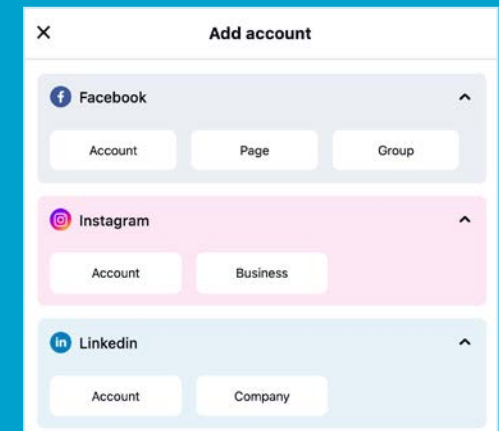 Add account
Facebook
Account Page Group
Instagram
Account Business
Linkedin
Account Company